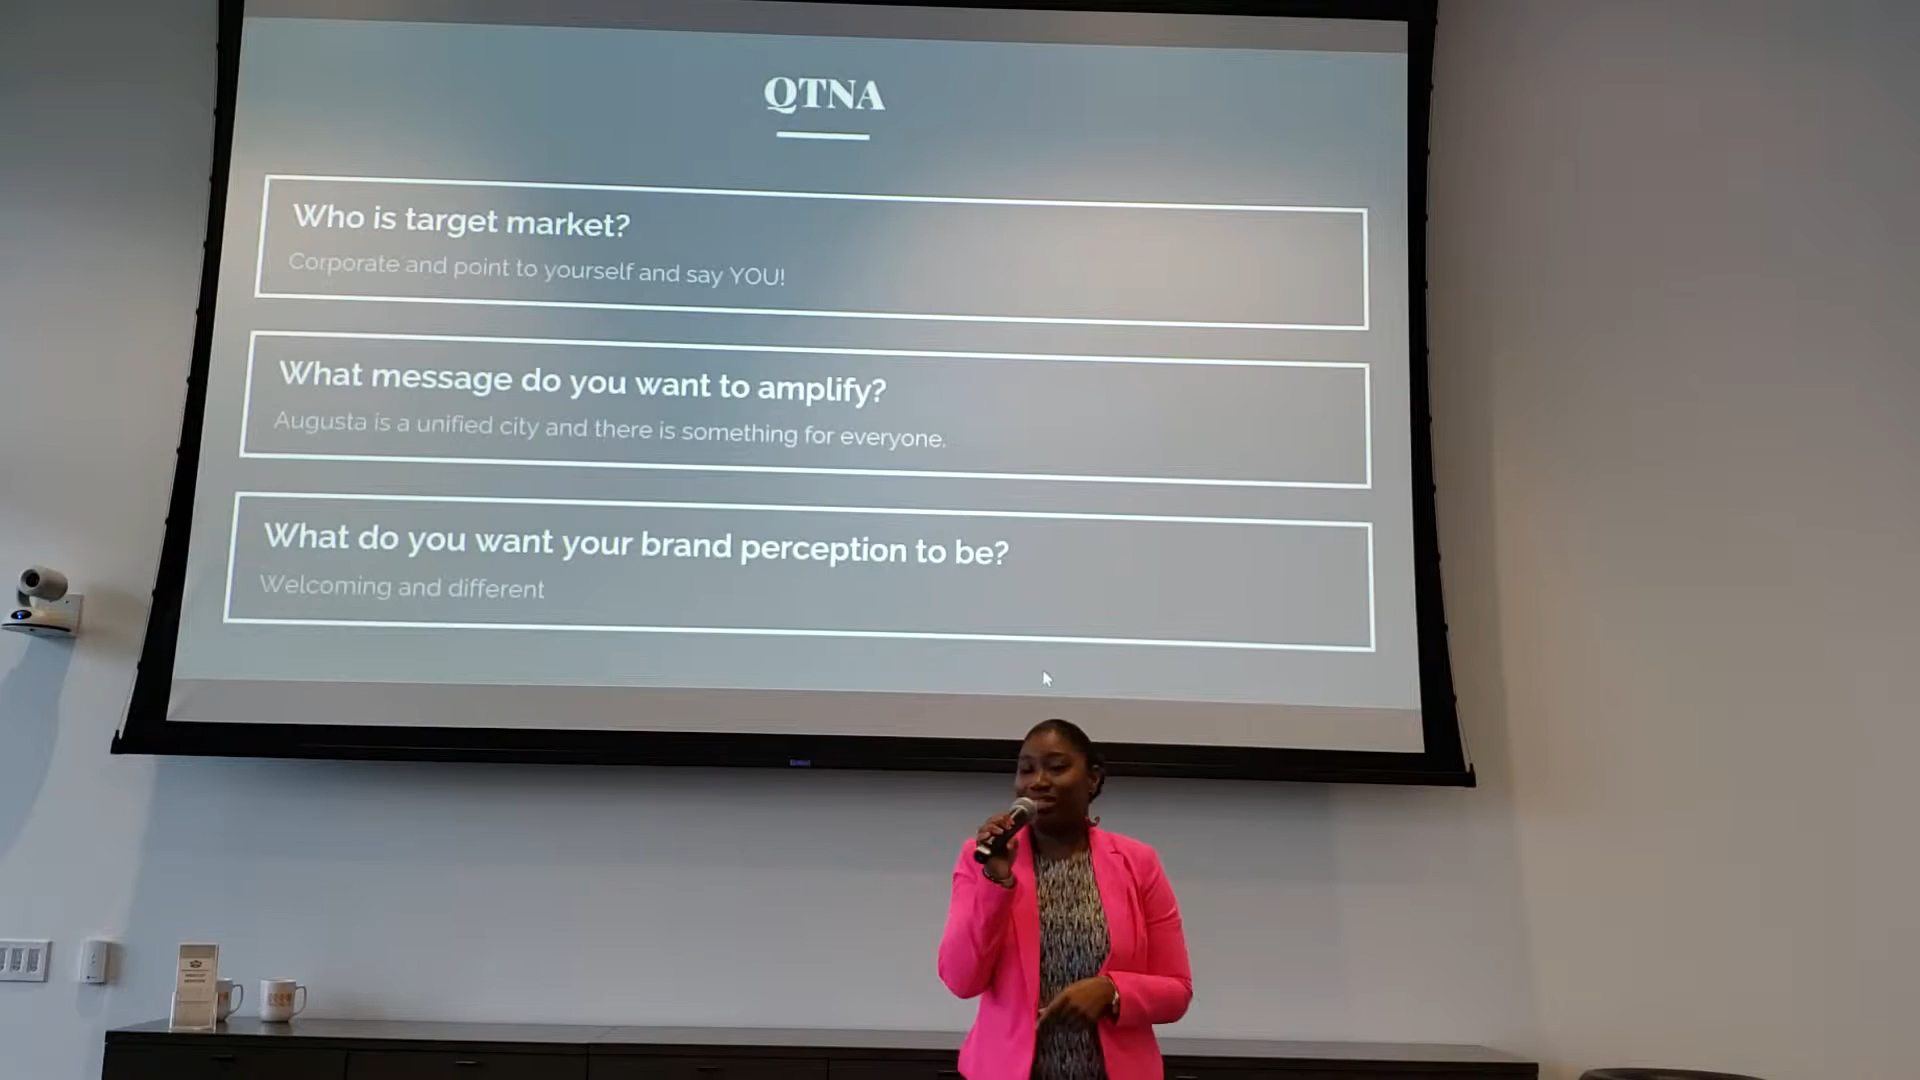 QTNA
Who is target market?
Corporate and point to yourself and say YOU!
What message do you want to amplify?
Augusta is a unified city and there is something for everyone.
What do you want your brand perception to be?
Welcoming and different